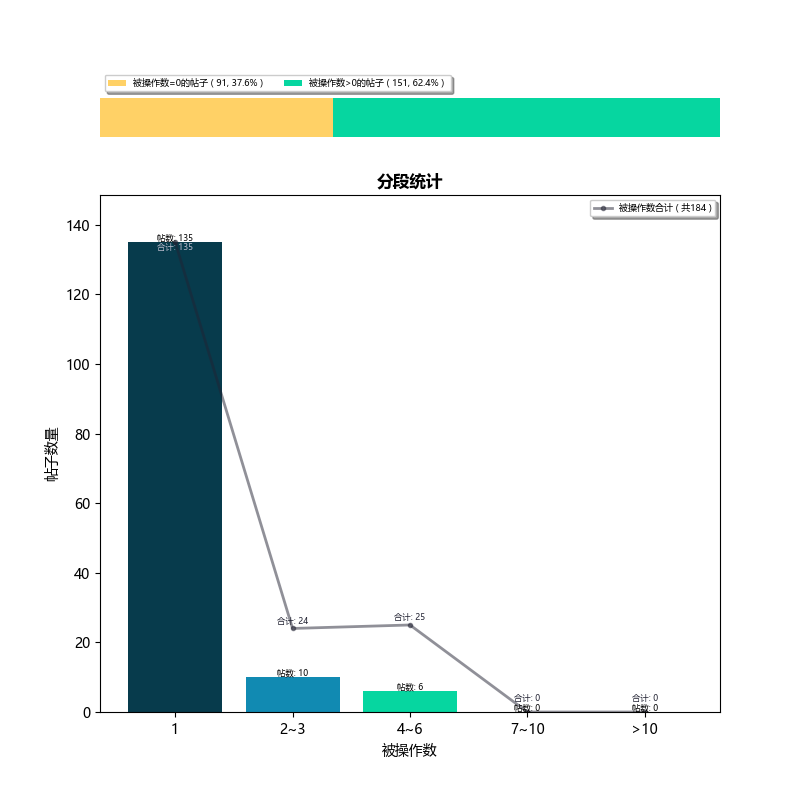 被操作数=0的帖子 ( 91, 37.6% )
被操作数>0的帖子 ( 151, 62.4% )
分段统计
被操作数合计 ( 共184 )
140
120
100
80
60
40
20
0
帖子数量
帖数: 135
合计: 135
合计: 24
帖数: 10
合计: 25
帖数: 6
合计: 0
帖数: 0
合计: 0
帖数: 0
1
2~3
4~6
7~10
>10
被操作数